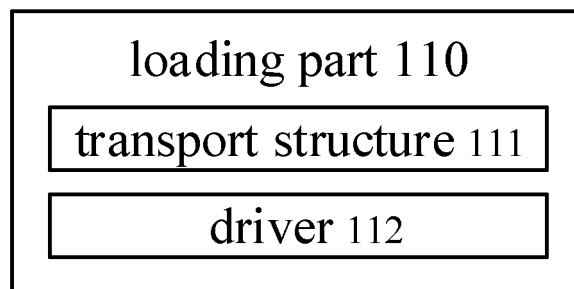 loading part 110
transport structure 111
driver 112